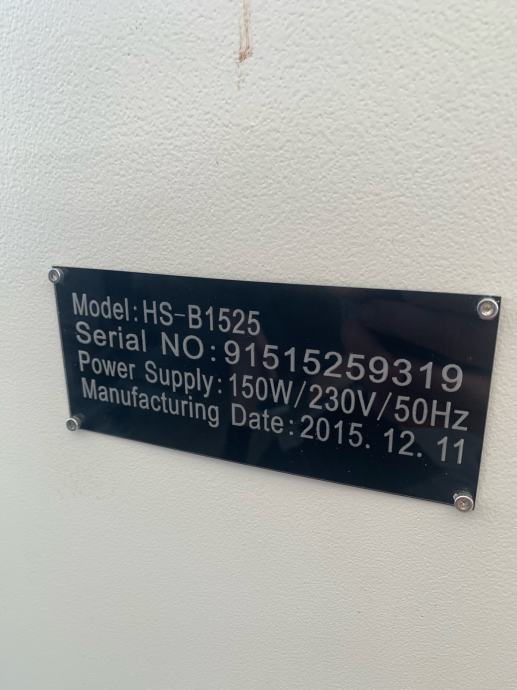 Model:HS-B1525
Serial NO:91515259319
Power Supply:150W/230V/50Hz
Manufacturing Date:2015.12.11